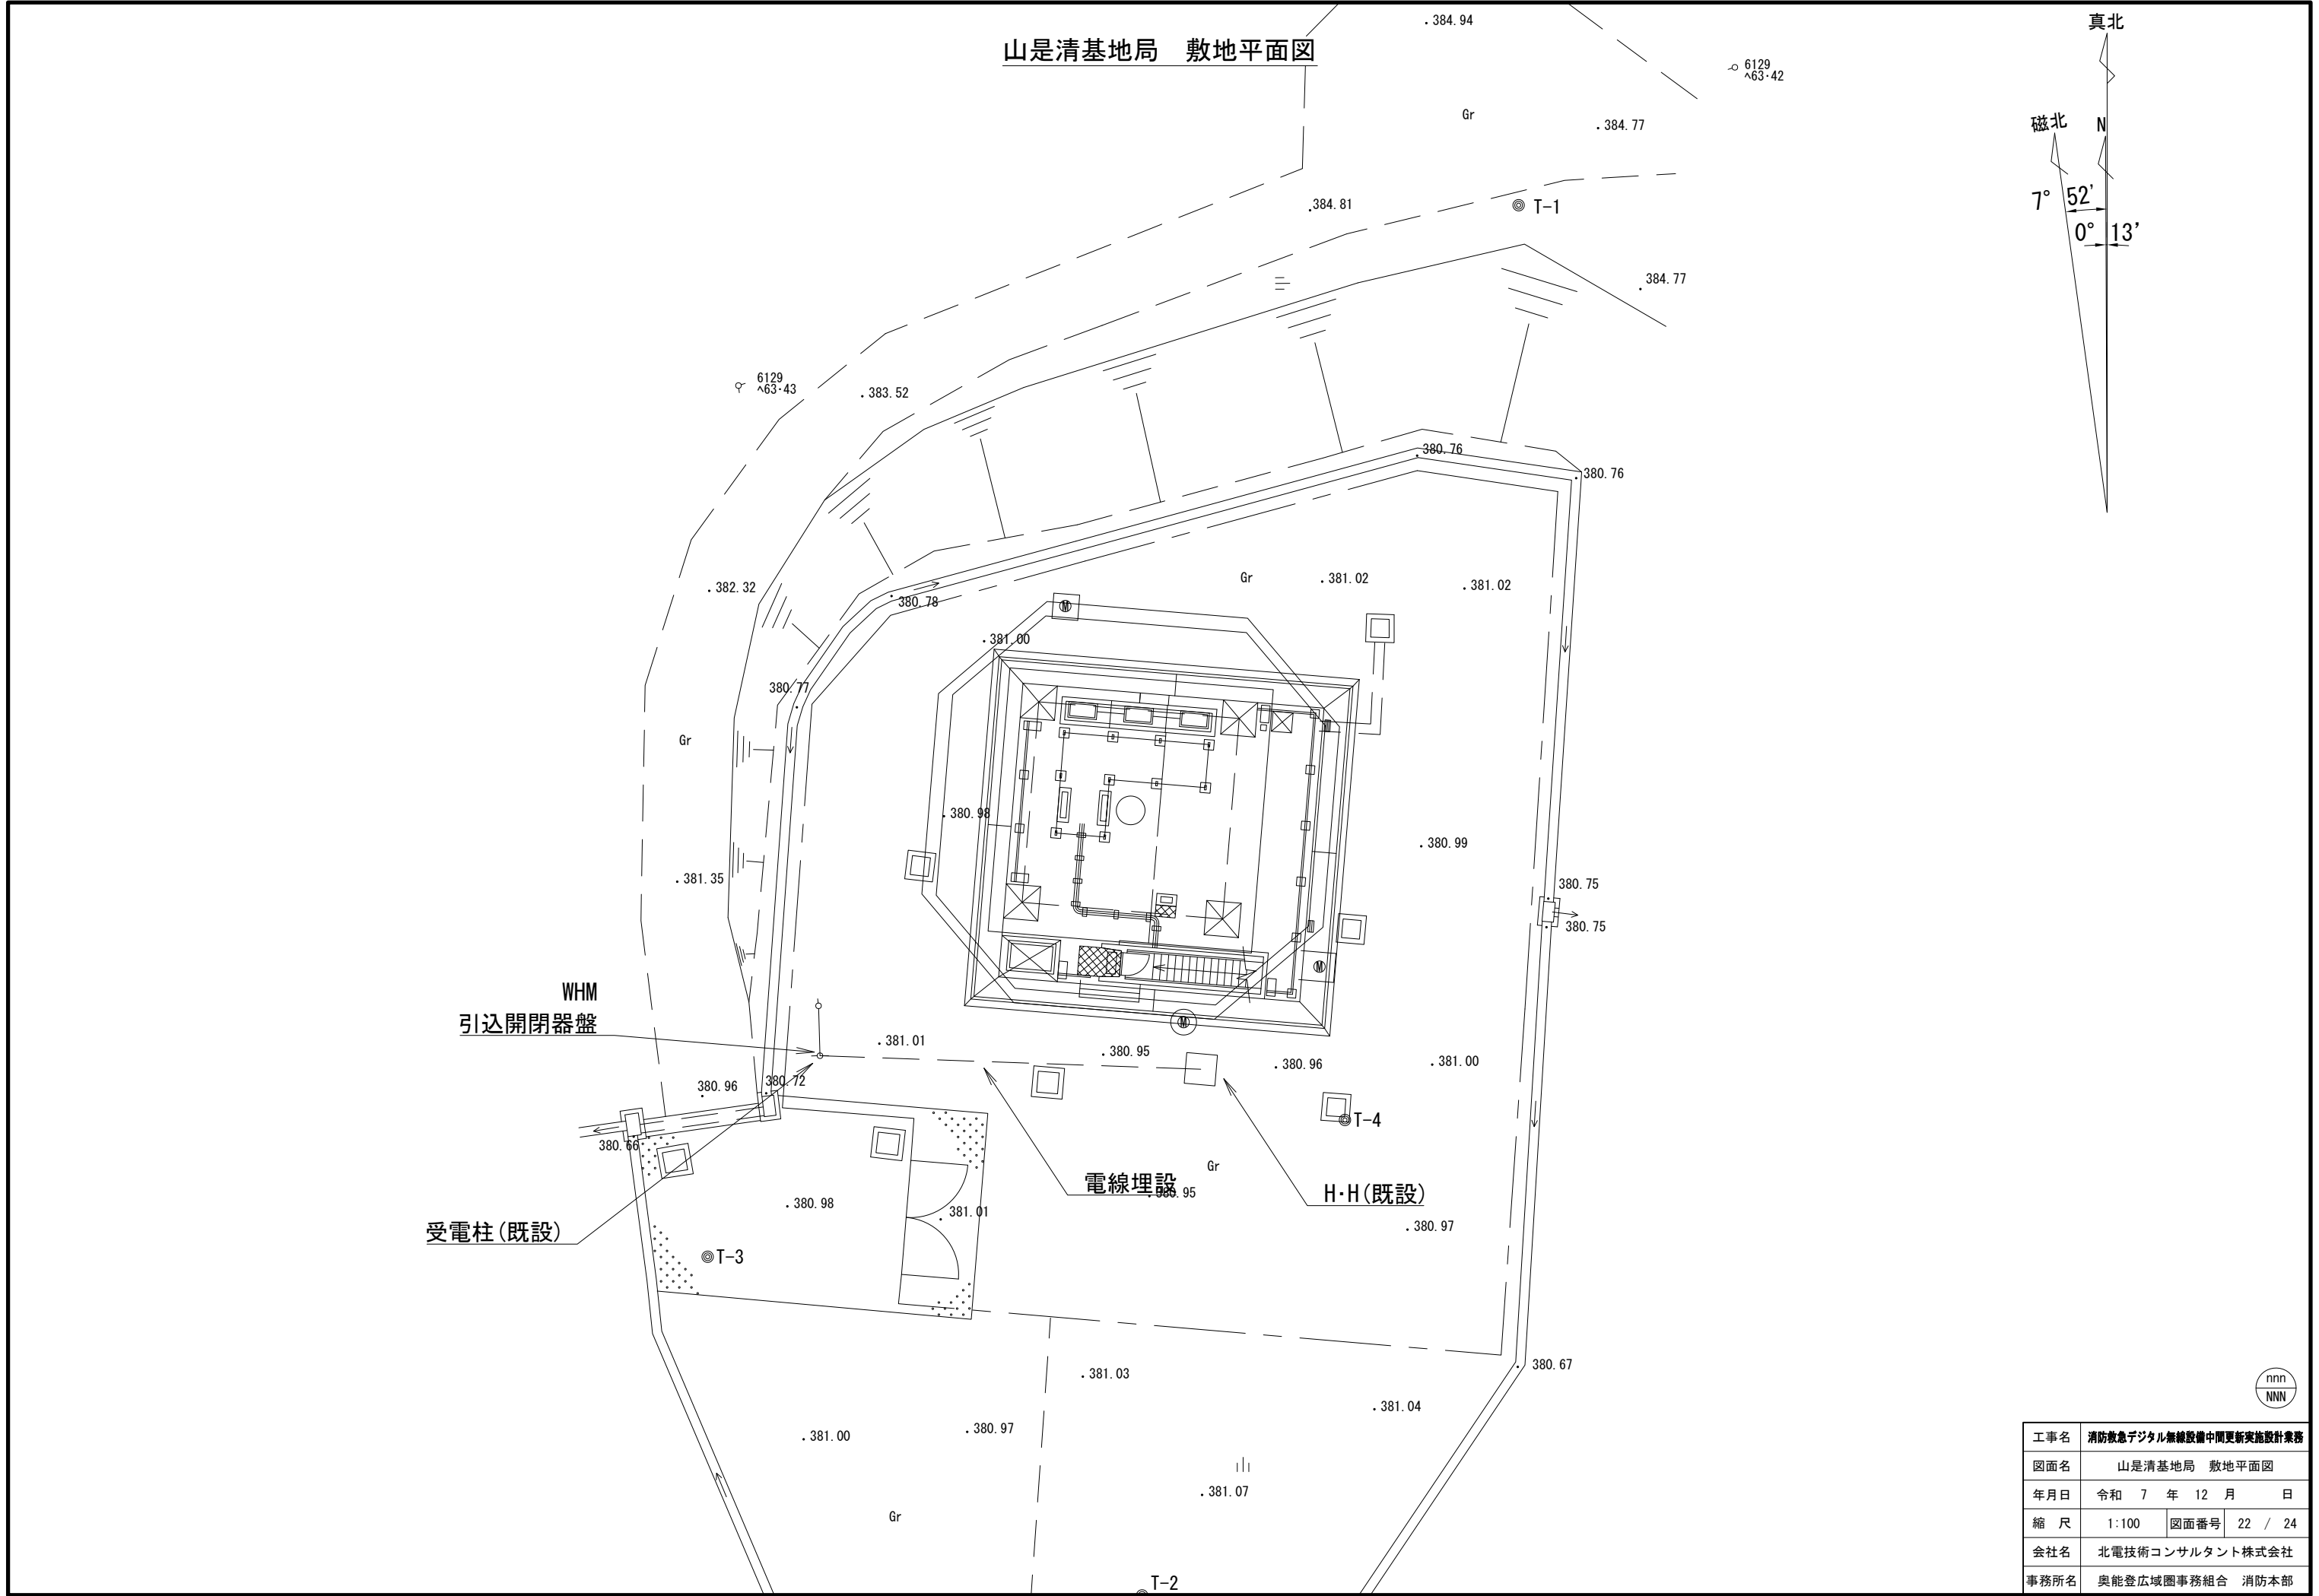 山是清基地局　敷地平面図
真北
磁北
N
7° 52'
0° 13'
.384.94
6129
^63・42
Gr
.384.77
.384.81
T-1
384.77
6129
^63・43
.383.52
380.76
380.76
.382.32
380.78
Gr
.381.02
.381.02
M
.381.00
380.77
Gr
.380.98
.380.99
.381.35
380.75
380.75
M
WHM
引込開閉器盤
M
.381.01
.380.95
.380.96
.381.00
380.96
380.72
T-4
380.66
Gr
電線埋設
.380.95
H・H(既設)
.380.98
381.01
.380.97
受電柱(既設)
T-3
380.67
.381.03
.381.04
.381.00
.380.97
.381.07
Gr
T-2
nnn
NNN
工事名 消防救急デジタル無線設備中間更新実施設計業務
図面名 山是清基地局　敷地平面図
年月日 令和 7 年 12 月 日
縮 尺 1:100 図面番号 22 / 24
会社名 北電技術コンサルタント株式会社
事務所名 奥能登広域圏事務組合　消防本部